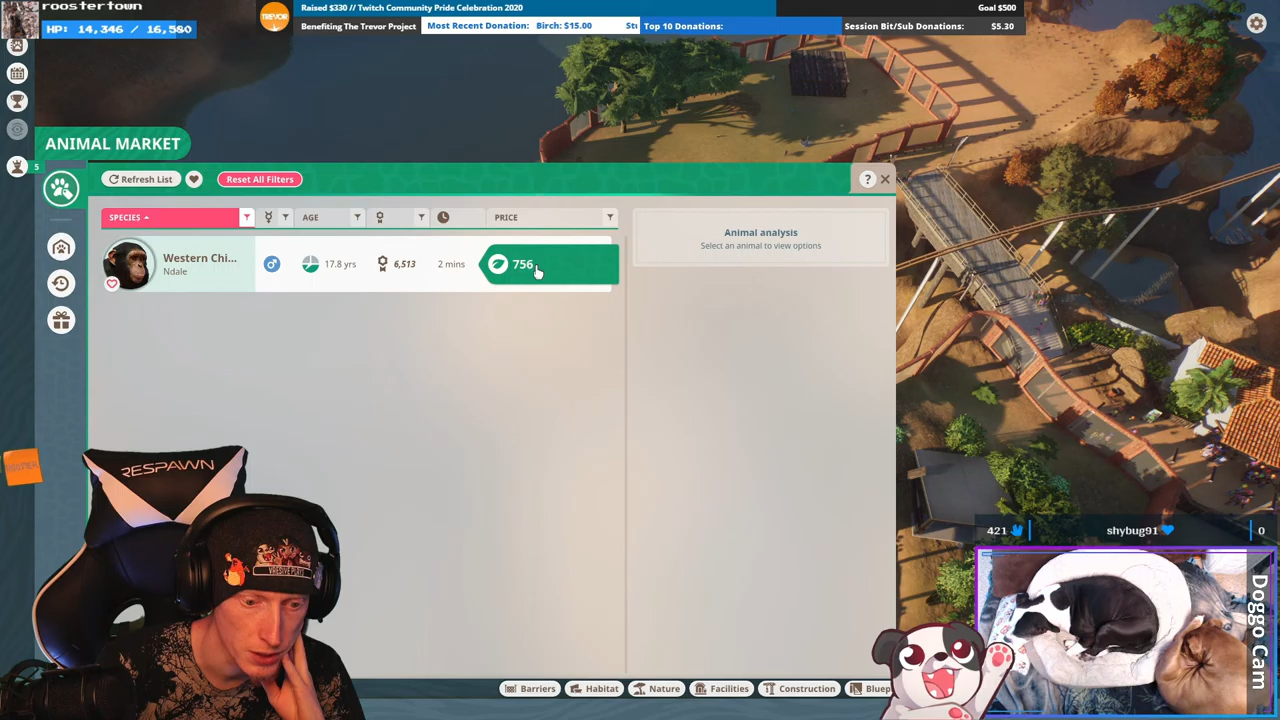 roostertown
HP: 14,346 / 16,580
TREVOR
Raised $330 // Twitch Community Pride Celebration 2020
Goal $500
Benefiting The Trevor Project
Most Recent Donation: Birch: $15.00
Top 10 Donations:
Session Bit/Sub Donations: $5.30
ANIMAL MARKET
5
Refresh List
Reset All Filters
?
SPECIES
AGE
PRICE
Western Chi...
Ndale
17.8 yrs
6,513
2 mins
756
Animal analysis
Select an animal to view options
RESPAWN
421
shybug91
0
Doggo Cam
Barriers
Habitat
Nature
Facilities
Construction
Bluep